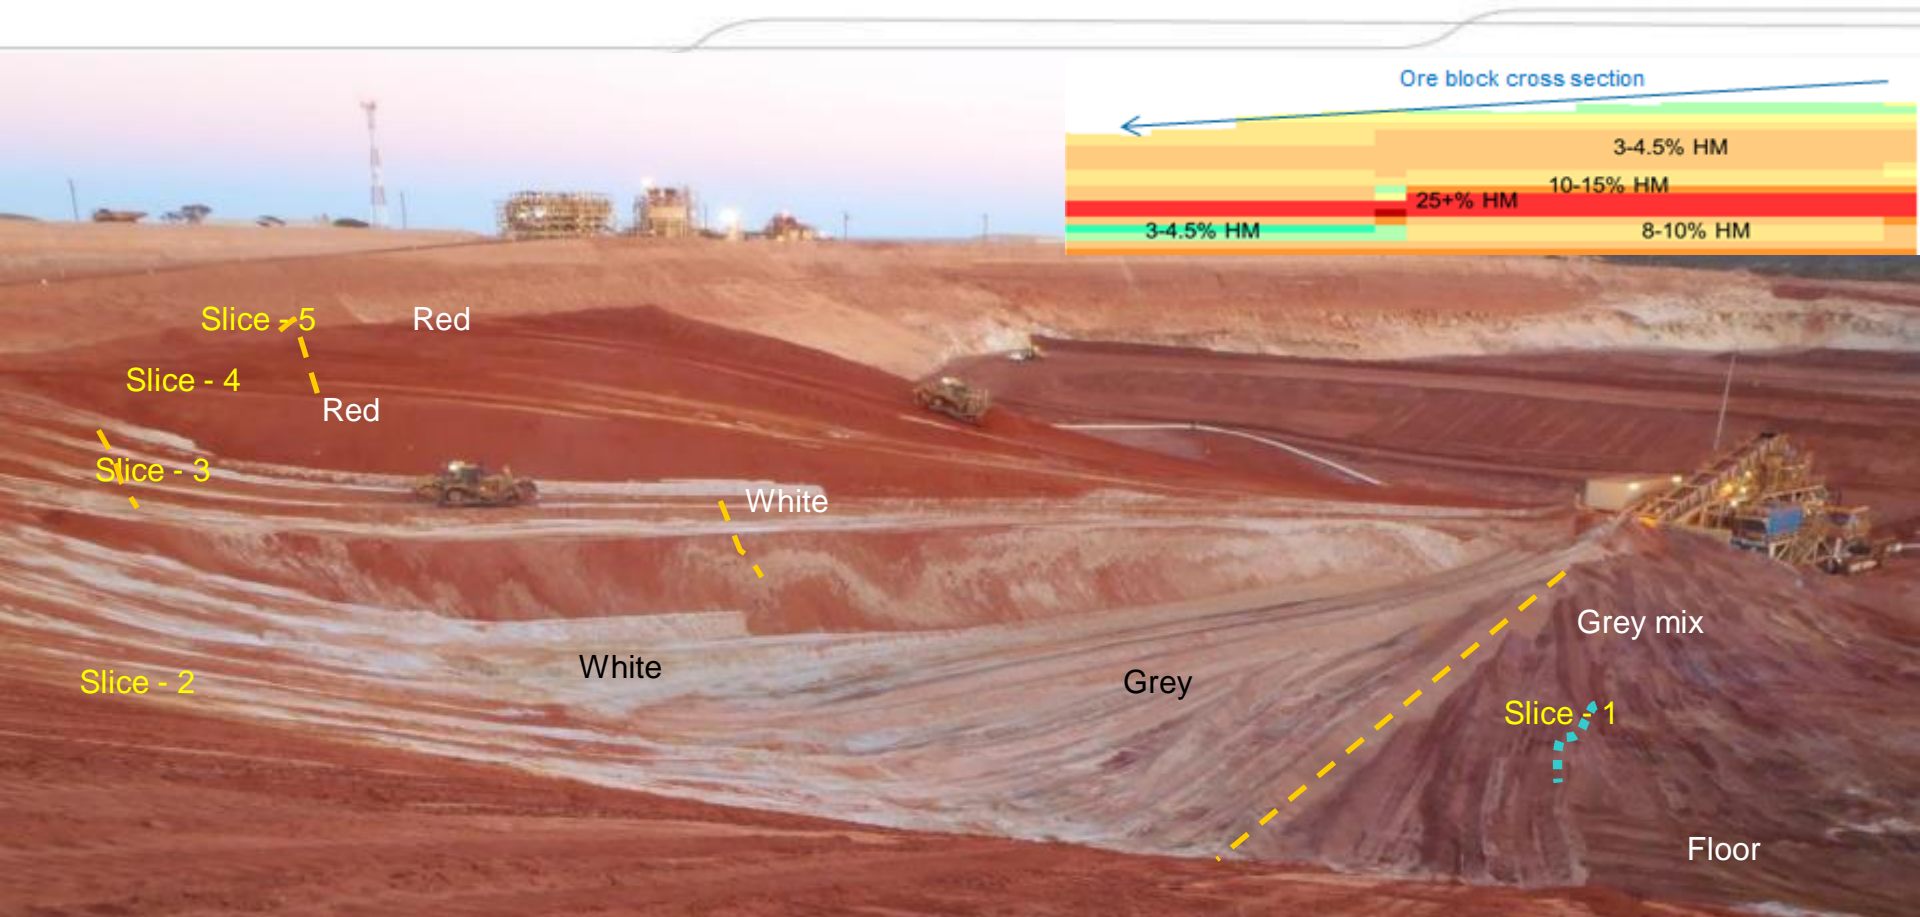 Ore block cross section
3-4.5% HM
10-15% HM
25+% HM
3-4.5% HM
8-10% HM
Slice - 5
Red
Slice - 4
Red
Slice - 3
White
Grey mix
White
Slice - 2
Grey
Slice - 1
Floor